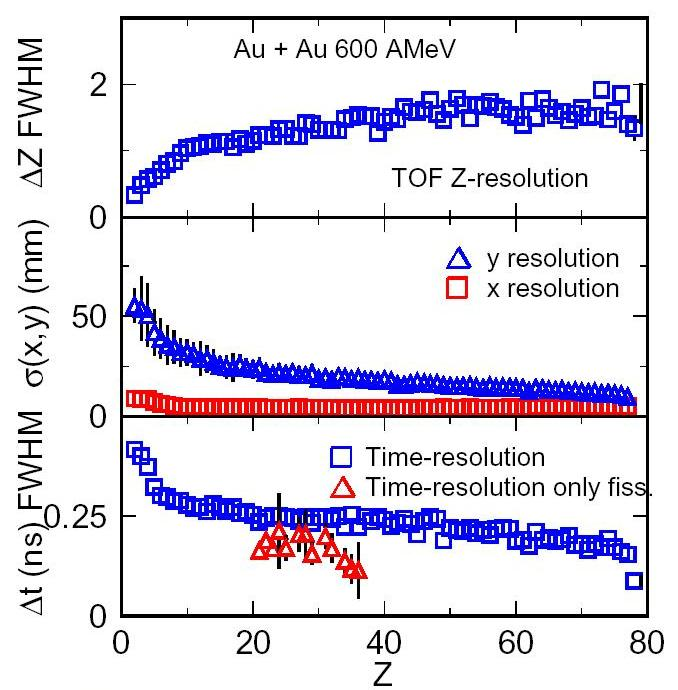 Au + Au 600 AMeV
ΔZ FWHM
2
0
TOF Z-resolution
σ(x,y) (mm)
50
0
y resolution
x resolution
Δt (ns) FWHM
0.25
0
Time-resolution
Time-resolution only fiss.
0 20 40 60 80
Z